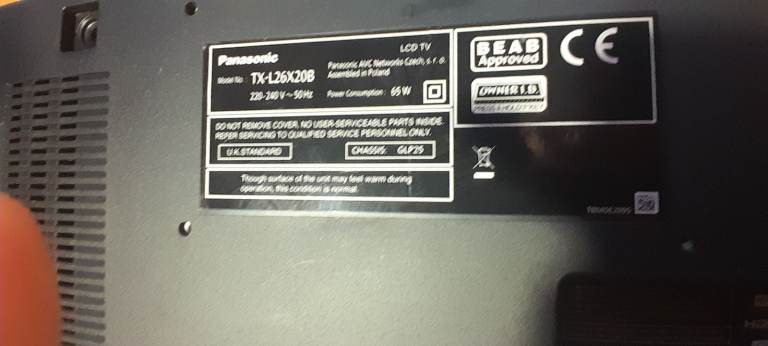 Panasonic
LCD TV
Model No.: TX-L26X20B
Panasonic AVC Networks Czech, s. r. o.
Assembled in Poland
220-240 V ~ 50 Hz
Power Consumption: 65 W
DO NOT REMOVE COVER. NO USER-SERVICEABLE PARTS INSIDE.
REFER SERVICING TO QUALIFIED SERVICE PERSONNEL ONLY.
U.K. STANDARD
CHASSIS: GLP25
Though surface of the unit may feel warm during
operation, this condition is normal.
BEAB
Approved
CE
OWNER I.D.